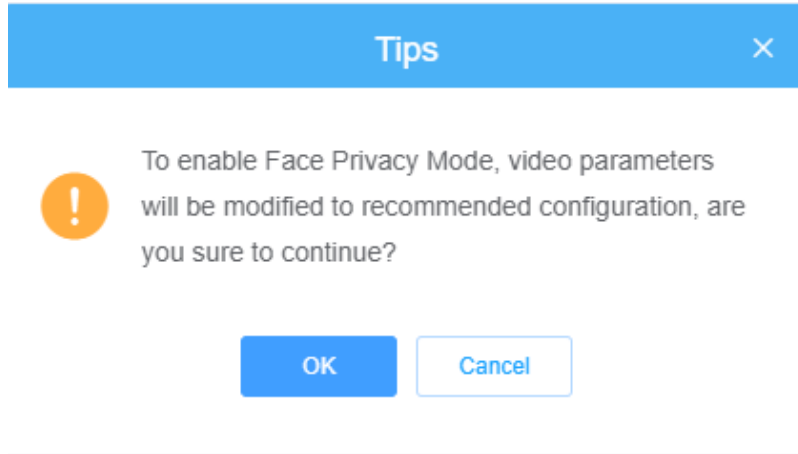 Tips
To enable Face Privacy Mode, video parameters
will be modified to recommended configuration, are
you sure to continue?
OK
Cancel